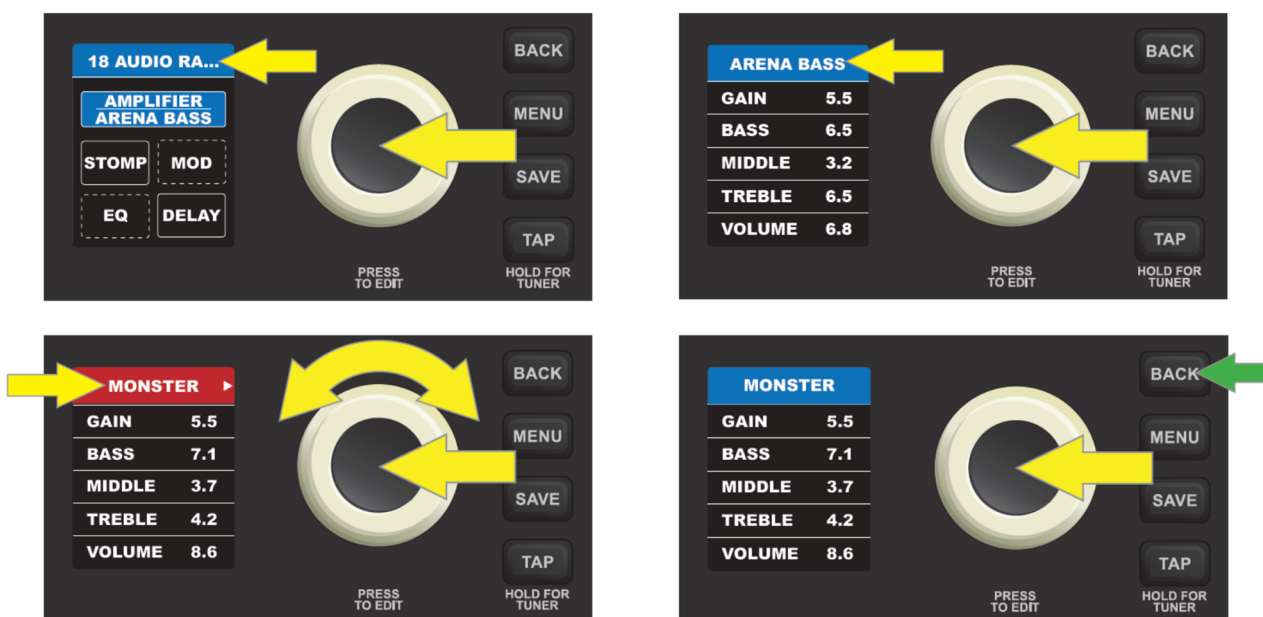 18 AUDIO RA...
AMPLIFIER
ARENA BASS
STOMP MOD
EQ DELAY
PRESS
TO EDIT
BACK
MENU
SAVE
TAP
HOLD FOR
TUNER
ARENA BASS
GAIN 5.5
BASS 6.5
MIDDLE 3.2
TREBLE 6.5
VOLUME 6.8
PRESS
TO EDIT
BACK
MENU
SAVE
TAP
HOLD FOR
TUNER
MONSTER
GAIN 5.5
BASS 7.1
MIDDLE 3.7
TREBLE 4.2
VOLUME 8.6
PRESS
TO EDIT
BACK
MENU
SAVE
TAP
HOLD FOR
TUNER
MONSTER
GAIN 5.5
BASS 7.1
MIDDLE 3.7
TREBLE 4.2
VOLUME 8.6
PRESS
TO EDIT
BACK
MENU
SAVE
TAP
HOLD FOR
TUNER